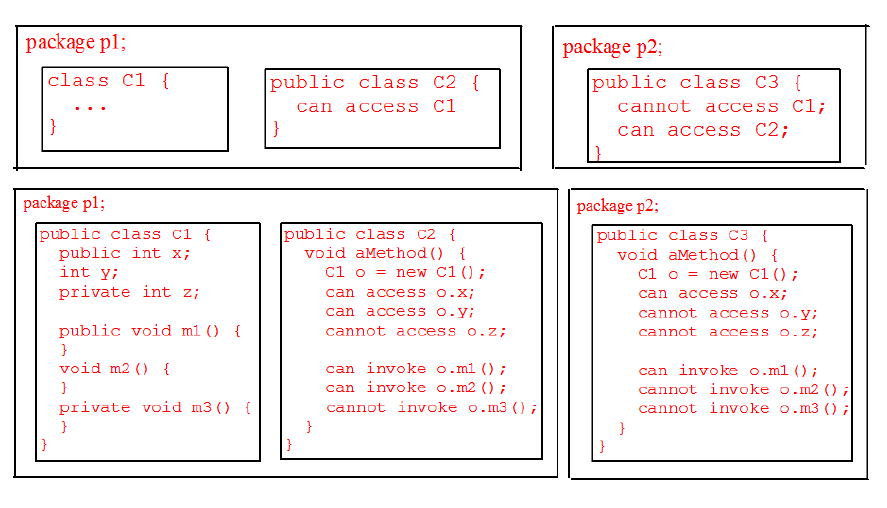 package p1;
class C1 {
...
}
public class C2 {
can access C1
}
package p2;
public class C3 {
cannot access C1;
can access C2;
}
package p1;
public class C1 {
public int x;
int y;
private int z;
public void m1() {
}
void m2() {
}
private void m3() {
}
}
public class C2 {
void aMethod() {
C1 o = new C1();
can access o.x;
can access o.y;
cannot access o.z;
can invoke o.m1();
can invoke o.m2();
cannot invoke o.m3();
}
}
package p2;
public class C3 {
void aMethod() {
C1 o = new C1();
can access o.x;
cannot access o.y;
cannot access o.z;
can invoke o.m1();
cannot invoke o.m2();
cannot invoke o.m3();
}
}